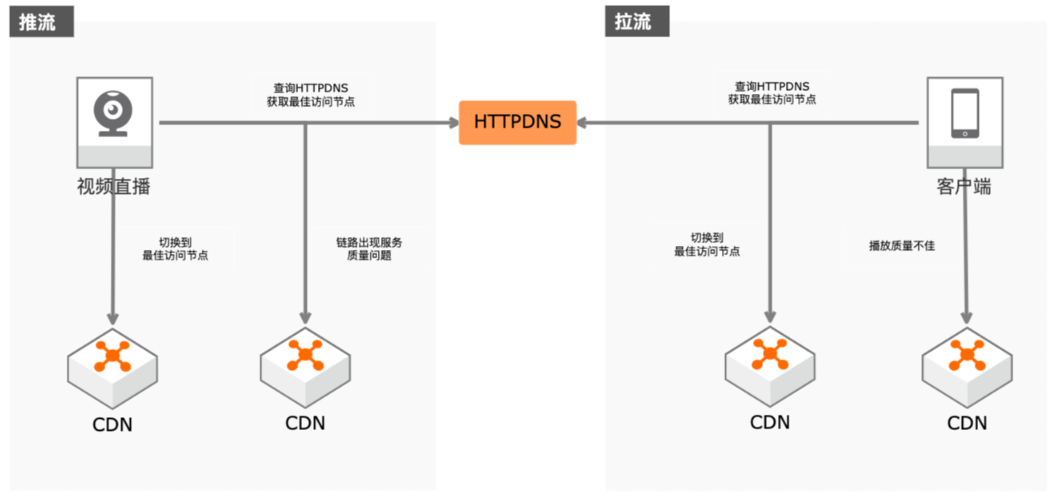 推流
拉流
查询HTTPDNS
获取最佳访问节点
查询HTTPDNS
获取最佳访问节点
HTTPDNS
视频直播
客户端
切换到
最佳访问节点
链路出现服务
质量问题
切换到
最佳访问节点
播放质量不佳
CDN
CDN
CDN
CDN